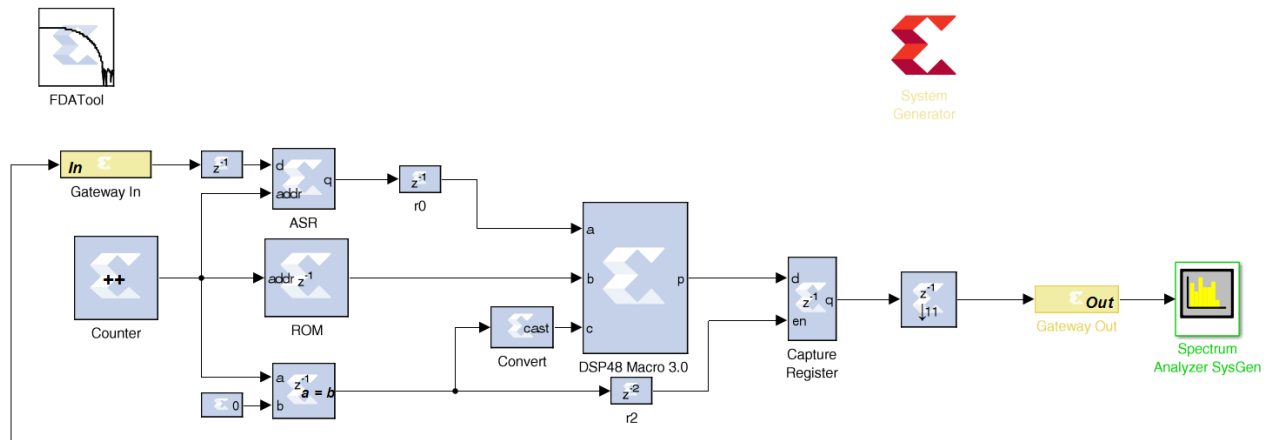 FDATool
System
Generator
In
Gateway In
z-1
d
addr
q
ASR
z-1
r0
++
Counter
addr
z-1
ROM
a
b
z-1
a = b
0
cast
Convert
a
b
c
p
DSP48 Macro 3.0
z-2
r2
d
en
z-1
q
Capture
Register
z-1
↓11
Out
Gateway Out
Spectrum
Analyzer SysGen